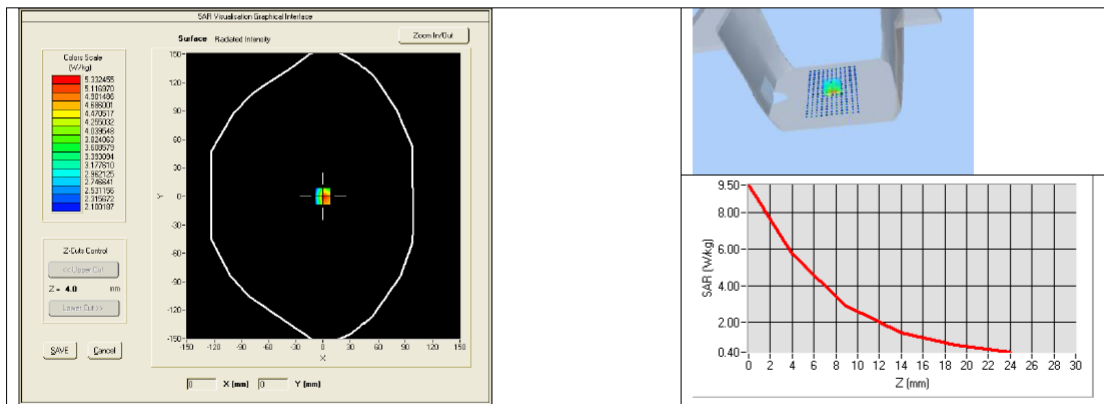 SAR Visualisation Graphical Interface
Surface Radiated Intensity
Zoom In/Out
Colors Scale
(W/kg)
5.332455
5.116970
4.901486
4.686001
4.470517
4.255032
4.039548
3.824063
3.608579
3.393094
3.177610
2.962125
2.746641
2.531156
2.315672
2.100187
150
120
90
60
30
0
-30
-60
-90
-120
-150
Y
-150 -120 -90 -60 -30 0 30 60 90 120 150
X
Z-Cuts Control
<< Upper Cut
Z = 4.0 mm
Lower Cut >>
SAVE Cancel
0 X (mm) 0 Y (mm)
9.50
8.00
6.00
4.00
2.00
0.40
SAR (W/kg)
0 2 4 6 8 10 12 14 16 18 20 22 24 26 28 30
Z (mm)